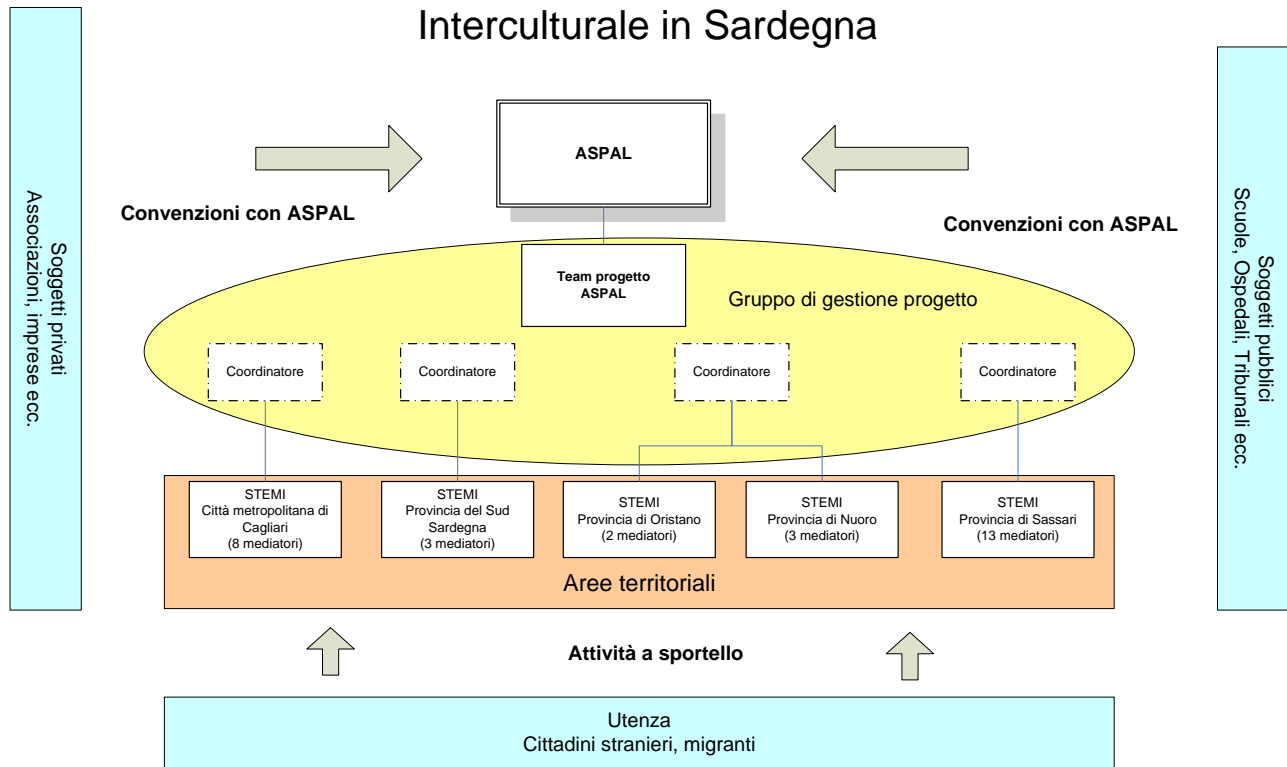 Interculturale in Sardegna
Soggetti privati
Associazioni, imprese ecc.
ASPAL
Convenzioni con ASPAL
Convenzioni con ASPAL
Soggetti pubblici
Scuole, Ospedali, Tribunali ecc.
Team progetto
ASPAL
Gruppo di gestione progetto
Coordinatore
Coordinatore
Coordinatore
Coordinatore
STEMI
Città metropolitana di
Cagliari
(8 mediatori)
STEMI
Provincia del Sud
Sardegna
(3 mediatori)
STEMI
Provincia di Oristano
(2 mediatori)
STEMI
Provincia di Nuoro
(3 mediatori)
STEMI
Provincia di Sassari
(13 mediatori)
Aree territoriali
Attività a sportello
Utenza
Cittadini stranieri, migranti